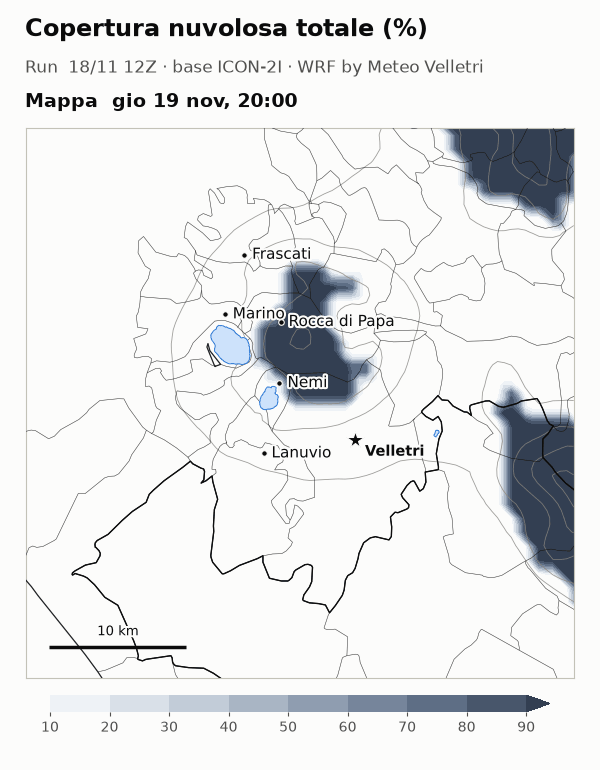 Copertura nuvolosa totale (%)
Run  18/11 12Z · base ICON-2I · WRF by Meteo Velletri
Mappa  gio 19 nov, 20:00
Frascati
Marino
Rocca di Papa
Nemi
Velletri
Lanuvio
10 km
10 20 30 40 50 60 70 80 90